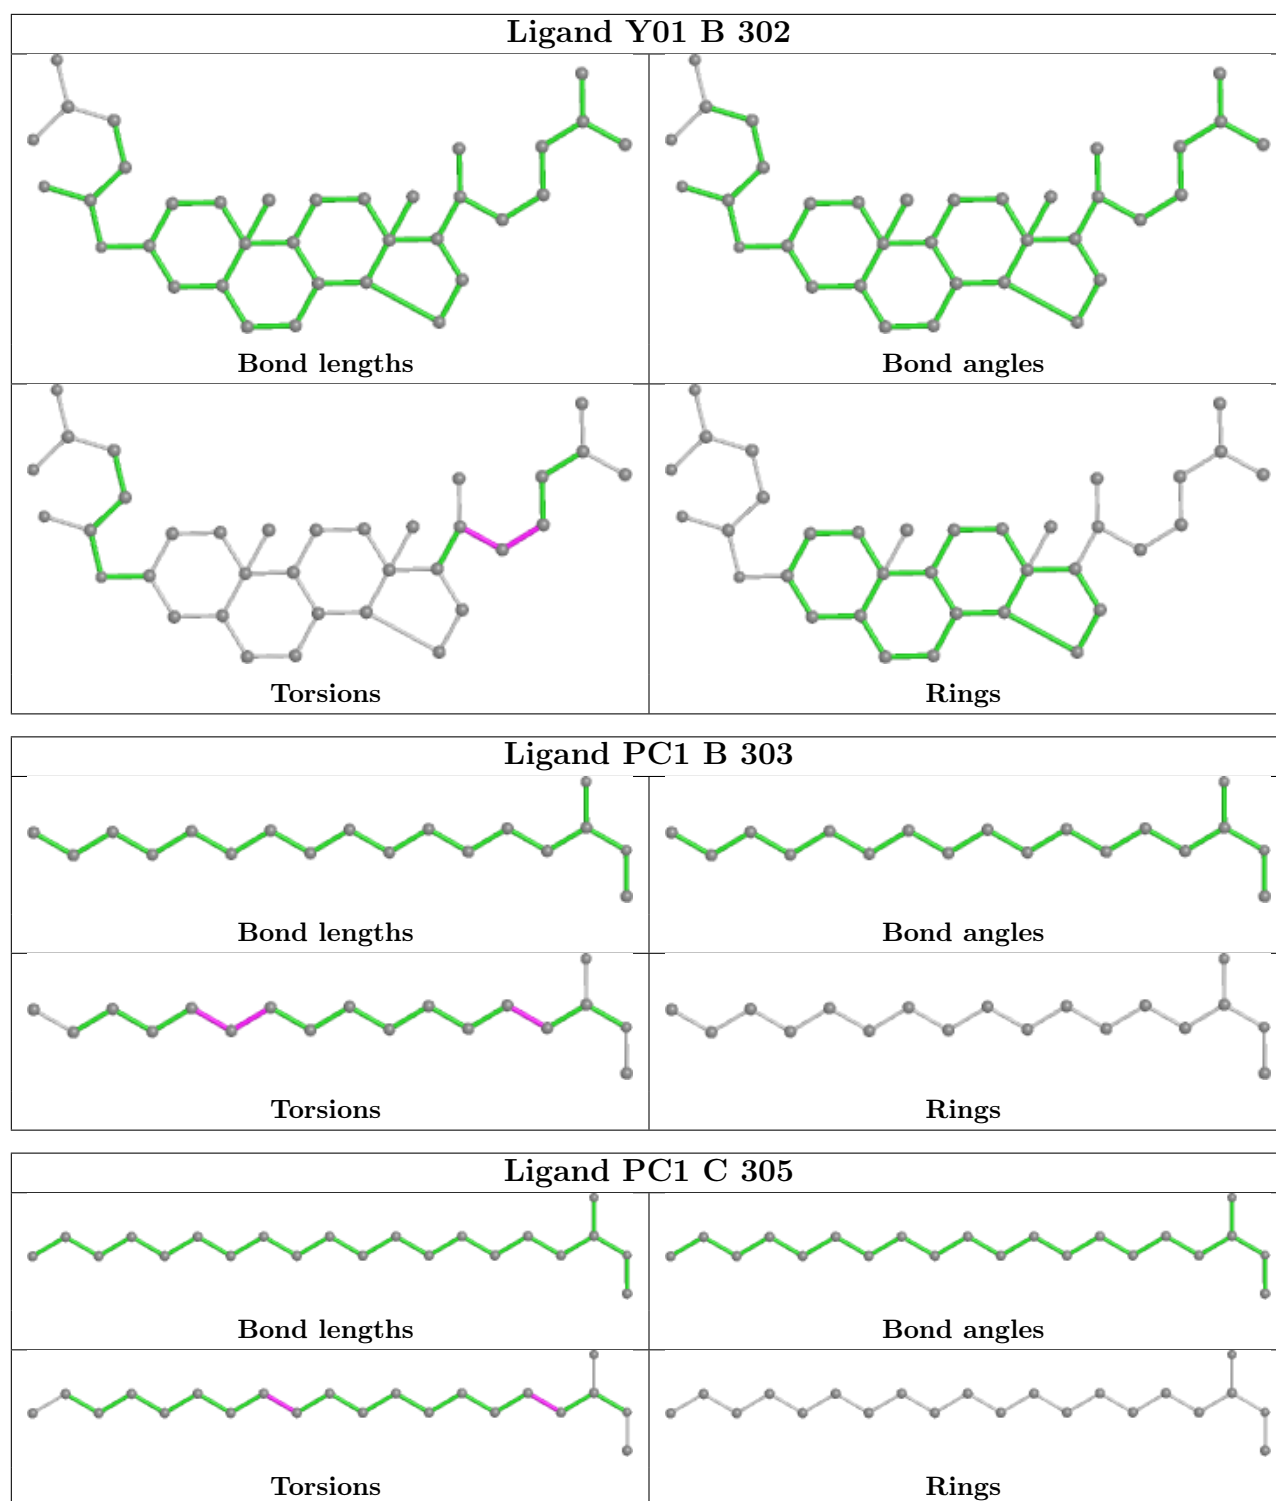 Ligand Y01 B 302
Bond lengths
Bond angles
Torsions
Rings
Ligand PC1 B 303
Bond lengths
Bond angles
Torsions
Rings
Ligand PC1 C 305
Bond lengths
Bond angles
Torsions
Rings